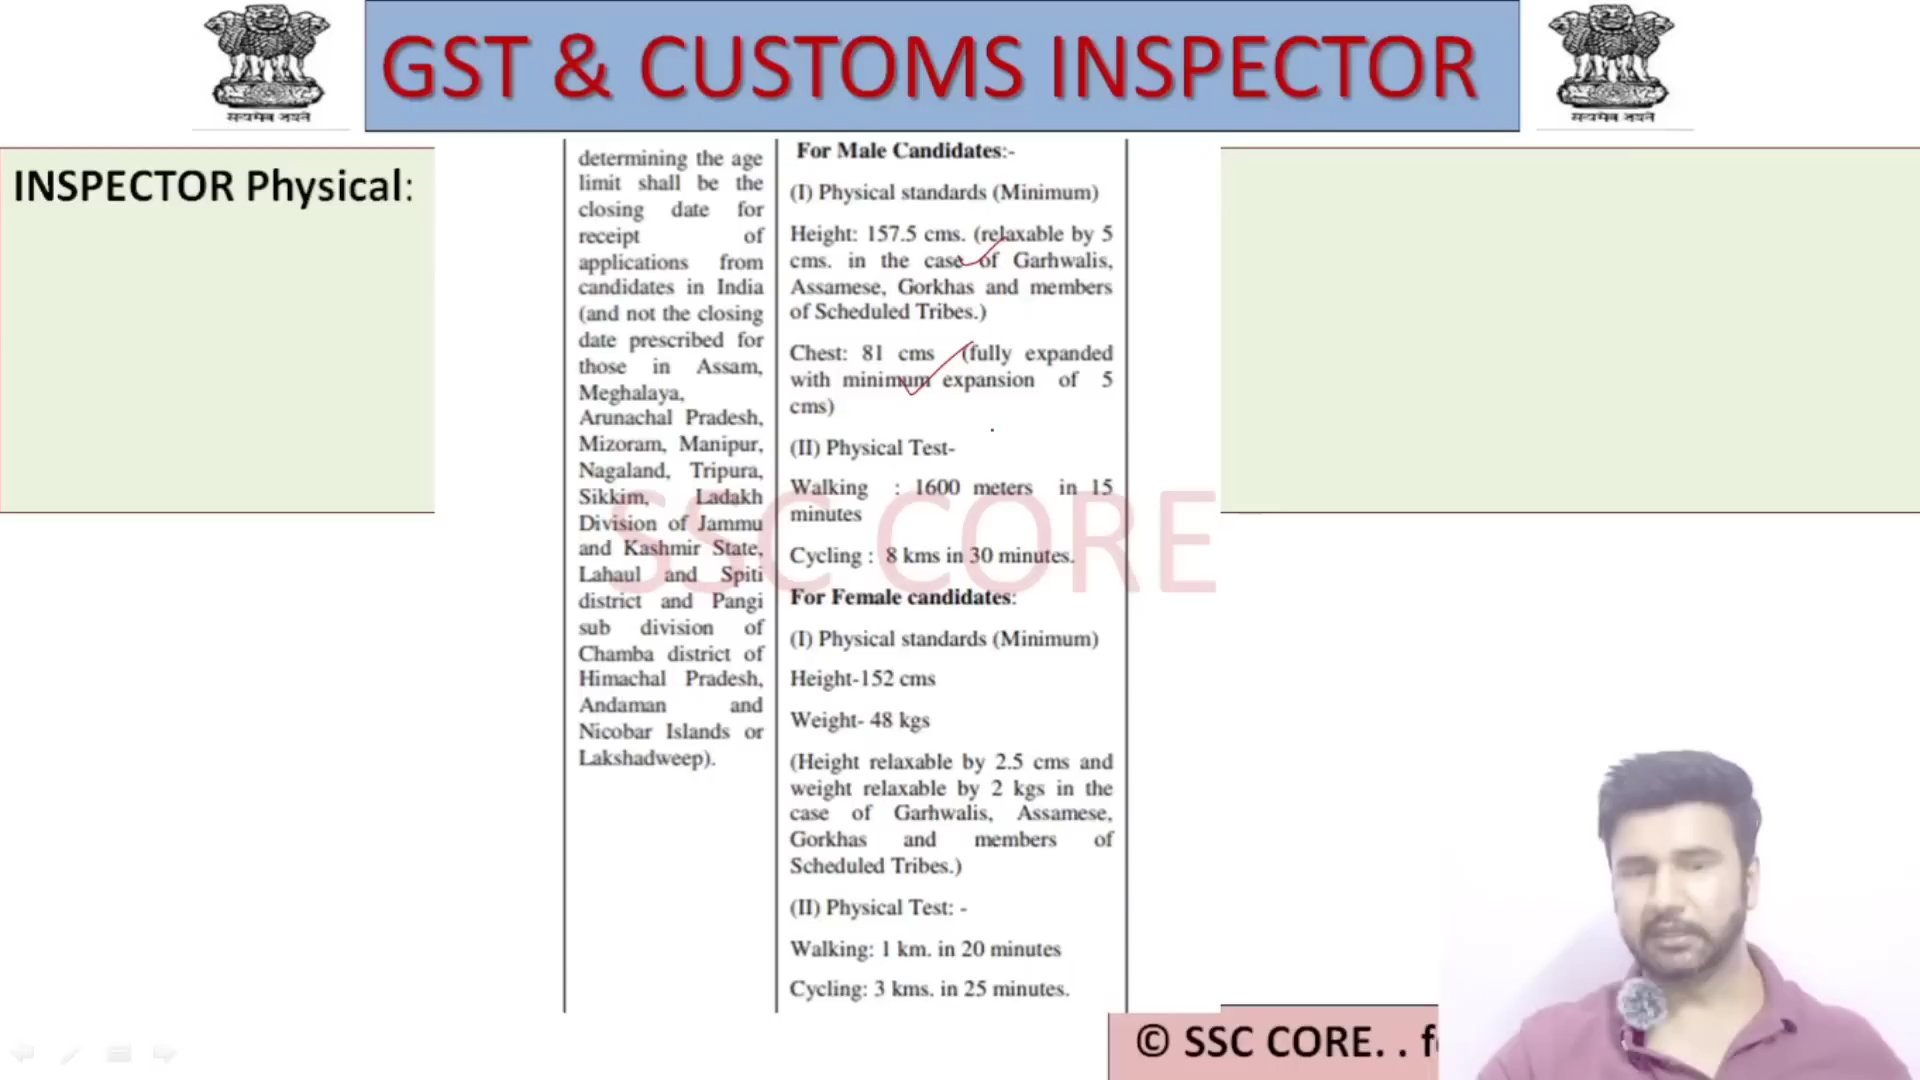 सत्यमेव जयते
GST & CUSTOMS INSPECTOR
सत्यमेव जयते
INSPECTOR Physical:
determining the age
limit shall be the
closing date for
receipt of
applications from
candidates in India
(and not the closing
date prescribed for
those in Assam,
Meghalaya,
Arunachal Pradesh,
Mizoram, Manipur,
Nagaland, Tripura,
Sikkim, Ladakh
Division of Jammu
and Kashmir State,
Lahaul and Spiti
district and Pangi
sub division of
Chamba district of
Himachal Pradesh,
Andaman and
Nicobar Islands or
Lakshadweep).
For Male Candidates:-
(I) Physical standards (Minimum)
Height: 157.5 cms. (relaxable by 5
cms. in the case of Garhwalis,
Assamese, Gorkhas and members
of Scheduled Tribes.)
Chest: 81 cms (fully expanded
with minimum expansion of 5
cms)
(II) Physical Test-
Walking : 1600 meters in 15
minutes
Cycling : 8 kms in 30 minutes.
For Female candidates:
(I) Physical standards (Minimum)
Height-152 cms
Weight- 48 kgs
(Height relaxable by 2.5 cms and
weight relaxable by 2 kgs in the
case of Garhwalis, Assamese,
Gorkhas and members of
Scheduled Tribes.)
(II) Physical Test: -
Walking: 1 km. in 20 minutes
Cycling: 3 kms. in 25 minutes.
SSC CORE
© SSC CORE. . f